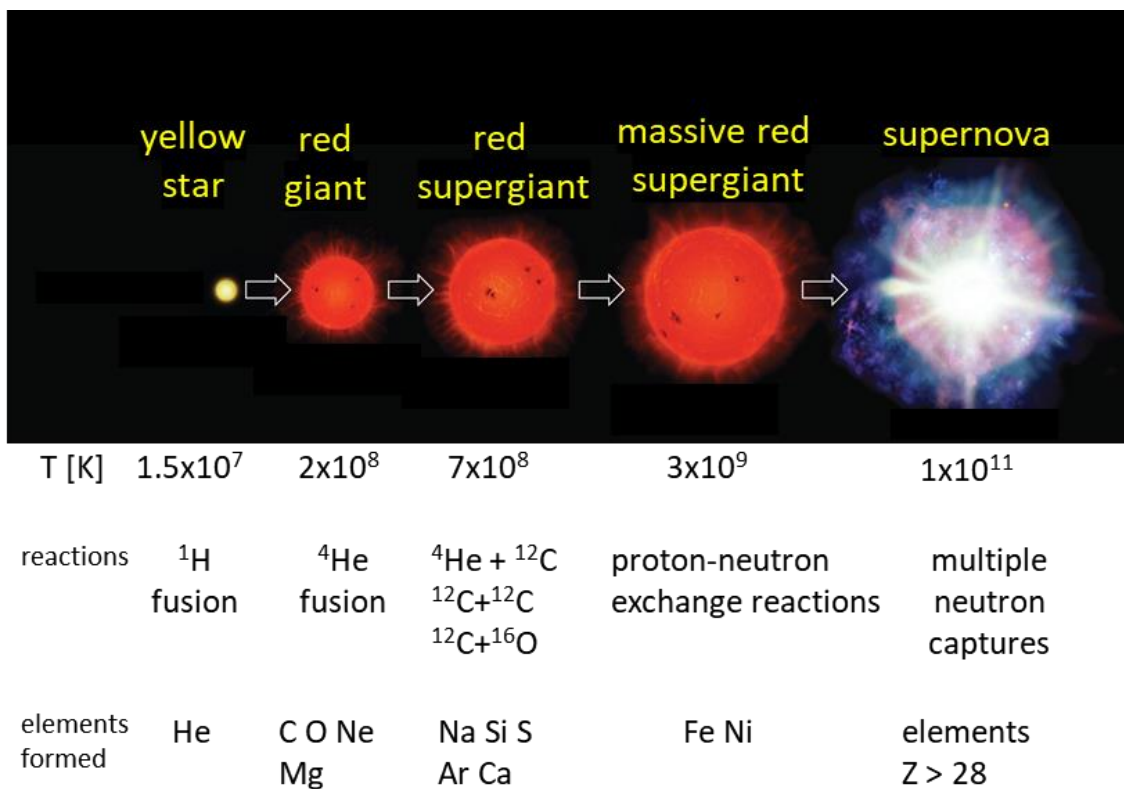 yellow star
red giant
red supergiant
massive red supergiant
supernova
T [K] 1.5x10⁷ 2x10⁸ 7x10⁸ 3x10⁹ 1x10¹¹
reactions ¹H ⁴He ⁴He + ¹²C proton-neutron multiple
fusion fusion ¹²C+¹²C exchange reactions neutron
¹²C+¹⁶O captures
elements He C O Ne Na Si S Fe Ni elements
formed Mg Ar Ca Z > 28